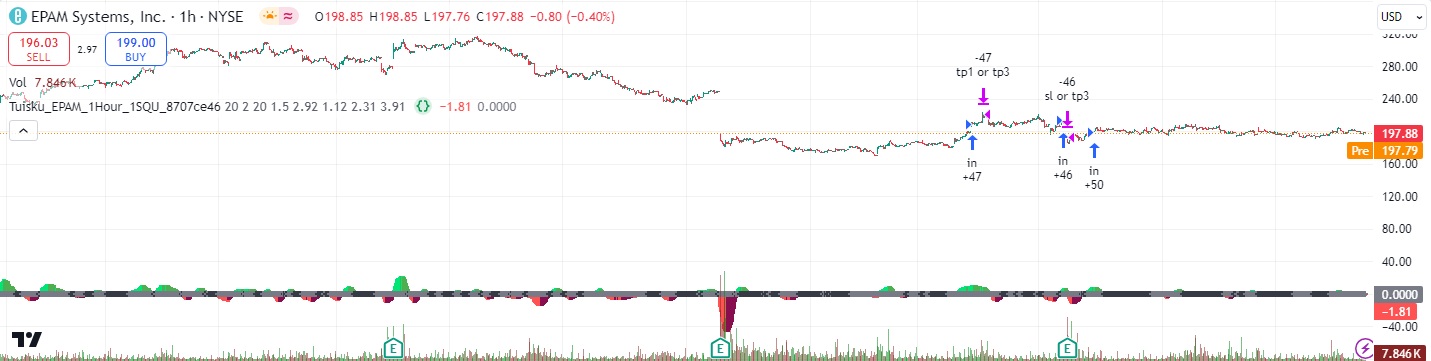 EPAM Systems, Inc. · 1h · NYSE
O198.85 H198.85 L197.76 C197.88 −0.80 (−0.40%)
USD
196.03
SELL
2.97
199.00
BUY
Vol 7.846K
Tuisku_EPAM_1Hour_1SQU_8707ce46 20 2 20 1.5 2.92 1.12 2.31 3.91 −1.81 0.0000
320.00
280.00
240.00
197.88
Pre 197.79
160.00
120.00
80.00
40.00
0.0000
−1.81
−40.00
7.846K
-47
tp1 or tp3
-46
sl or tp3
in
+47
in
+46
in
+50
E
E
E